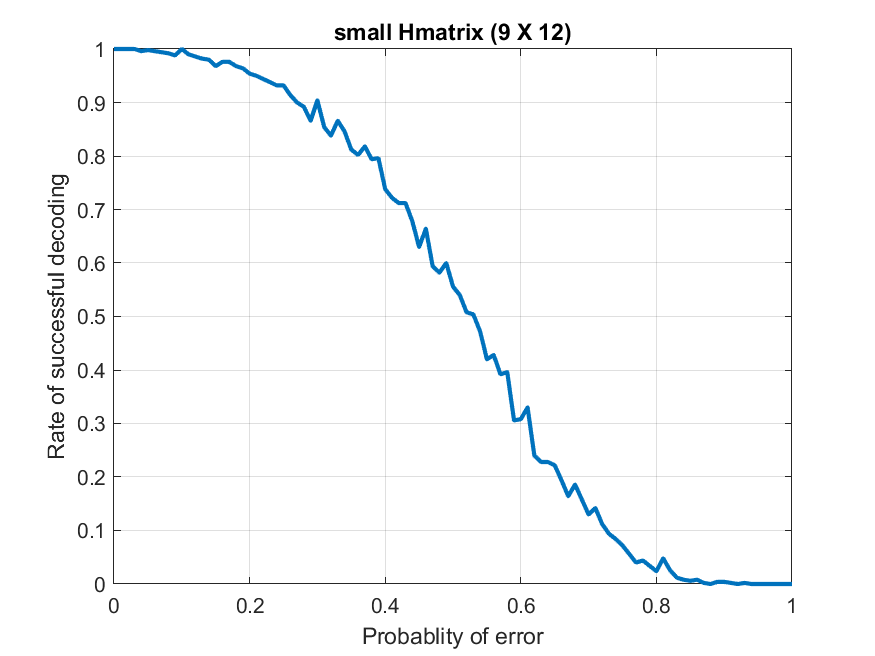 small Hmatrix (9 X 12)
1
0.9
0.8
0.7
0.6
0.5
0.4
0.3
0.2
0.1
0
Rate of successful decoding
0 0.2 0.4 0.6 0.8 1
Probablity of error